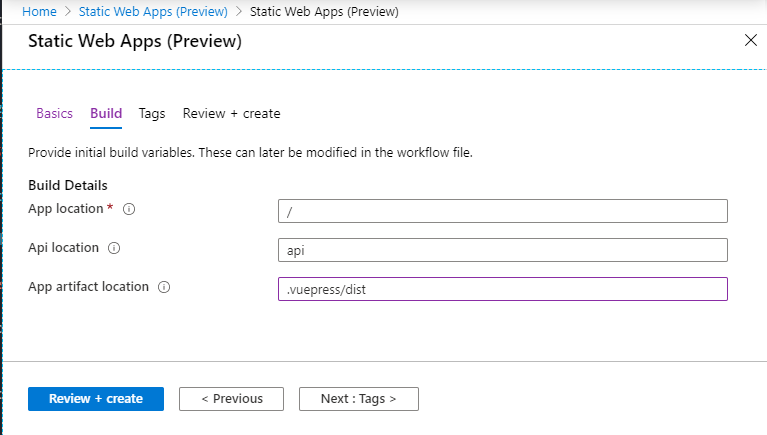 Home > Static Web Apps (Preview) > Static Web Apps (Preview)
Static Web Apps (Preview)
Basics Build Tags Review + create
Provide initial build variables. These can later be modified in the workflow file.
Build Details
App location * /
Api location api
App artifact location .vuepress/dist
Review + create < Previous Next : Tags >